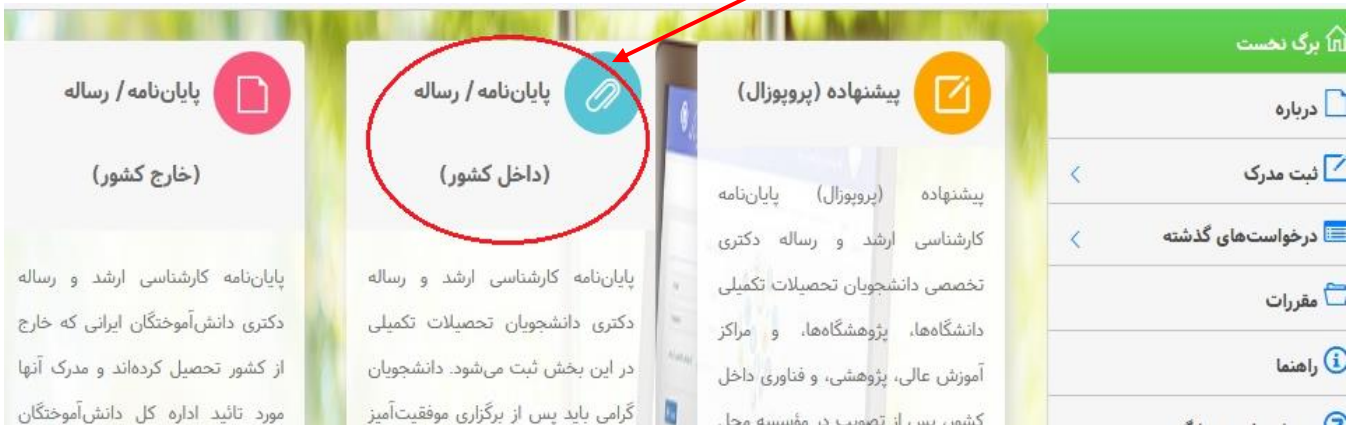 برگ نخست
درباره
ثبت مدرک
درخواست‌های گذشته
مقررات
راهنما
پیشنهاده (پروپوزال)
پیشنهاده (پروپوزال) پایان‌نامه
کارشناسی ارشد و رساله دکتری
تخصصی دانشجویان تحصیلات تکمیلی
دانشگاه‌ها، پژوهشگاه‌ها، و مراکز
آموزش عالی، پژوهشی، و فناوری داخل
کشور، پس از تصویب در مؤسسه محل
پایان‌نامه/ رساله
(داخل کشور)
پایان‌نامه کارشناسی ارشد و رساله
دکتری دانشجویان تحصیلات تکمیلی
در این بخش ثبت می‌شود. دانشجویان
گرامی باید پس از برگزاری موفقیت‌آمیز
پایان‌نامه/ رساله
(خارج کشور)
پایان‌نامه کارشناسی ارشد و رساله
دکتری دانش‌آموختگان ایرانی که خارج
از کشور تحصیل کرده‌اند و مدرک آنها
مورد تائید اداره کل دانش‌آموختگان